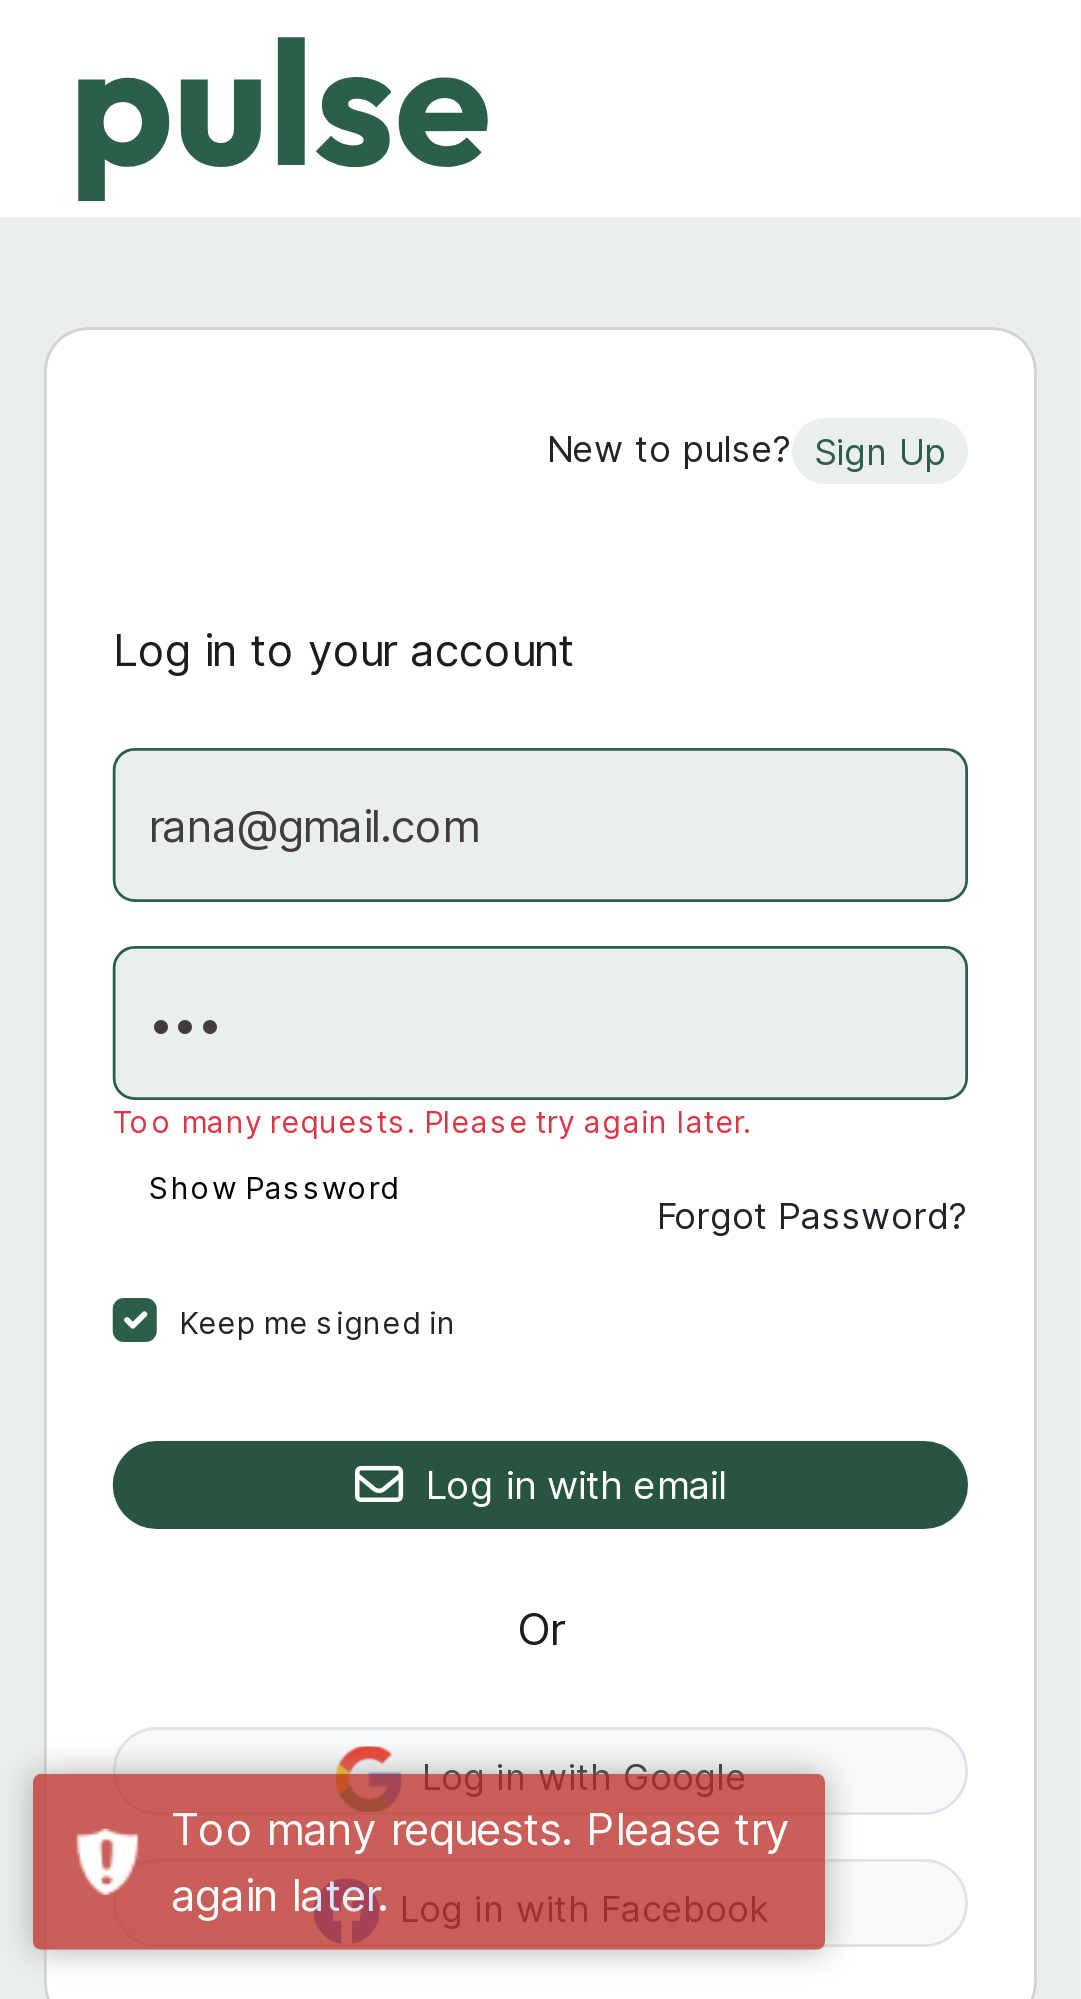 pulse
New to pulse? Sign Up
Log in to your account
rana@gmail.com
•••
Too many requests. Please try again later.
Show Password
Forgot Password?
Keep me signed in
Log in with email
Or
Log in with Google
Too many requests. Please try
again later.
Log in with Facebook